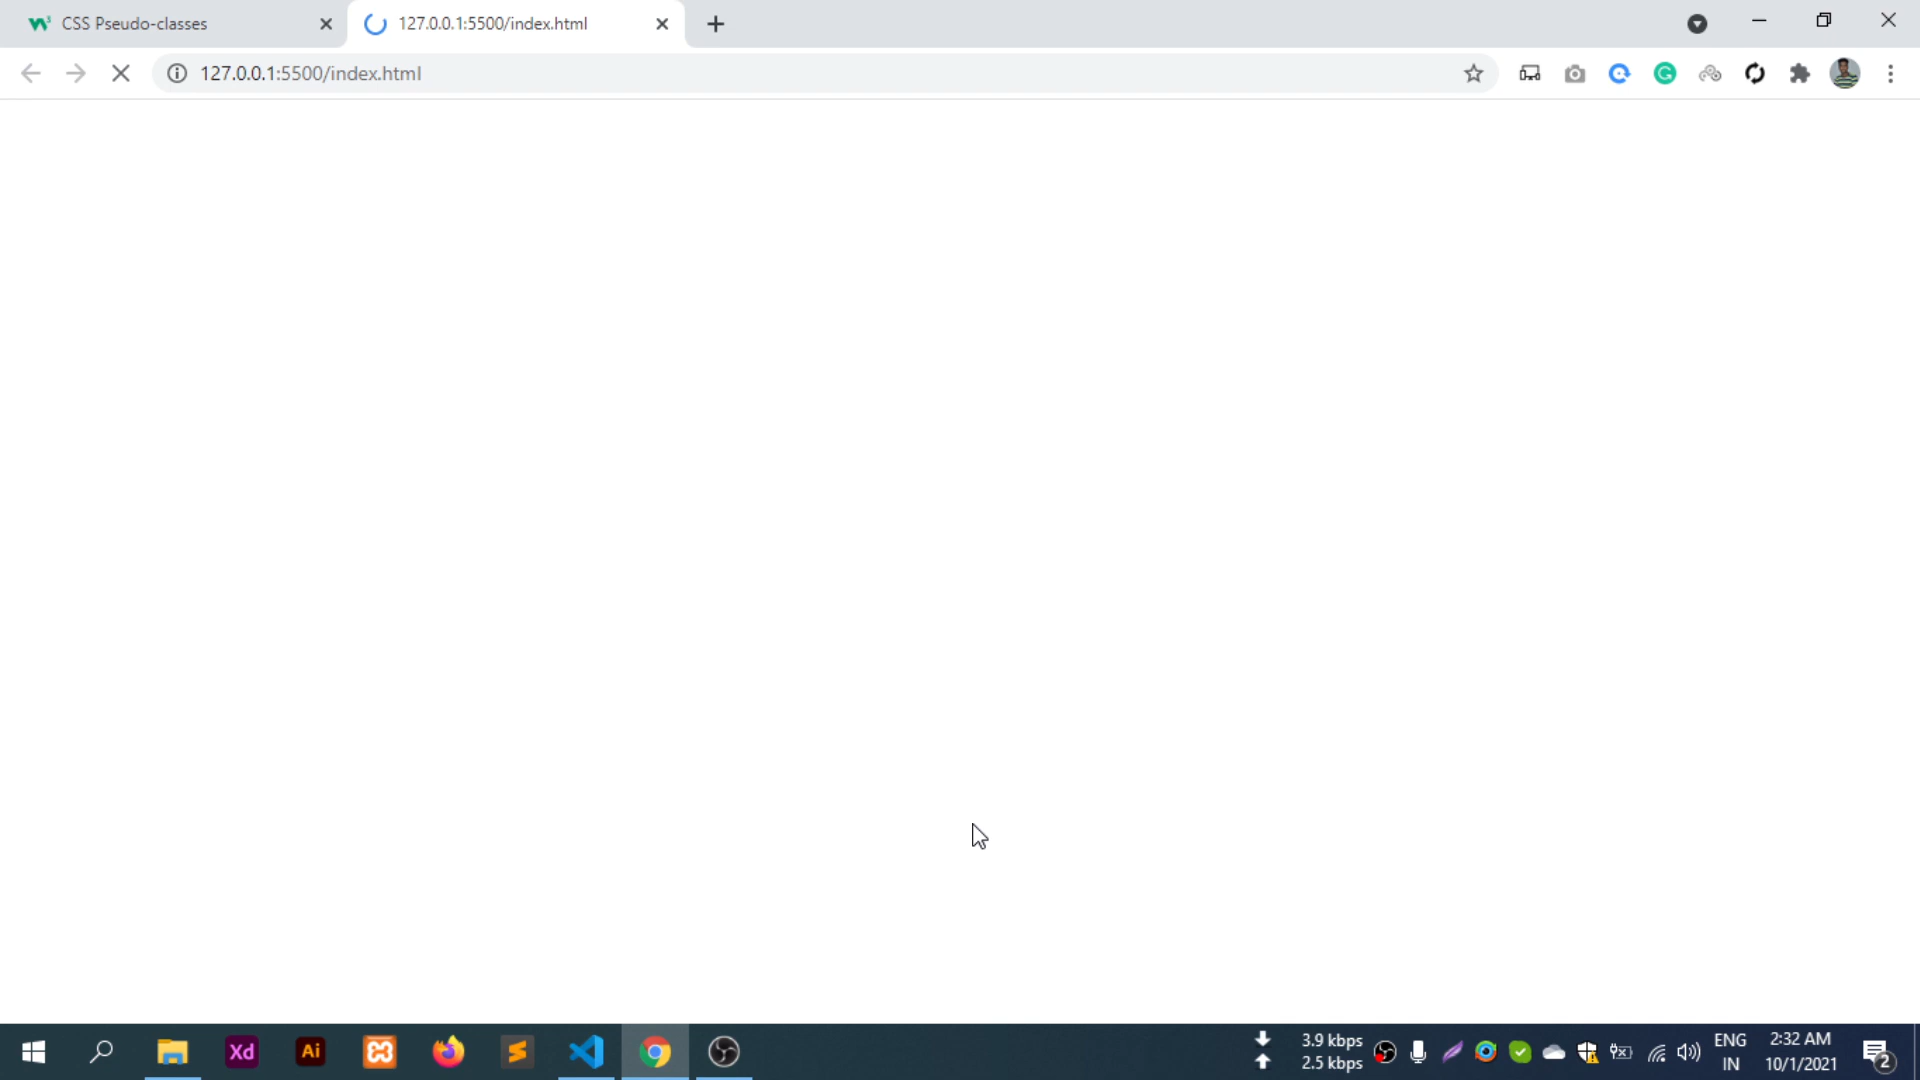 CSS Pseudo-classes
127.0.0.1:5500/index.html
127.0.0.1:5500/index.html
Xd
Ai
3.9 kbps
2.5 kbps
ENG
IN
2:32 AM
10/1/2021
2